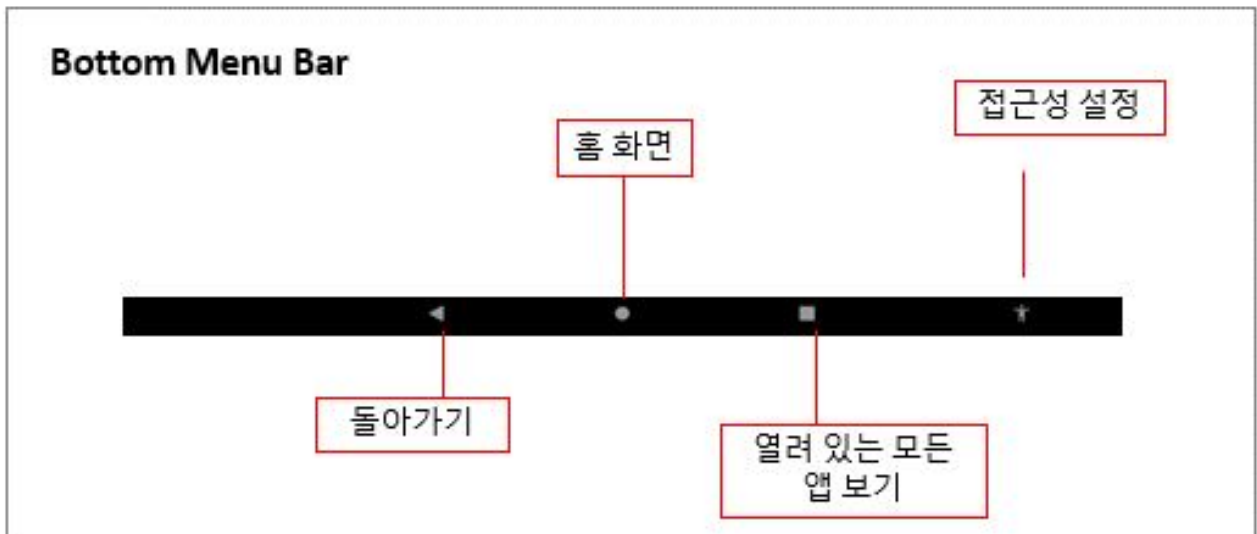 Bottom Menu Bar
접근성 설정
홈 화면
돌아가기
열려 있는 모든
앱 보기